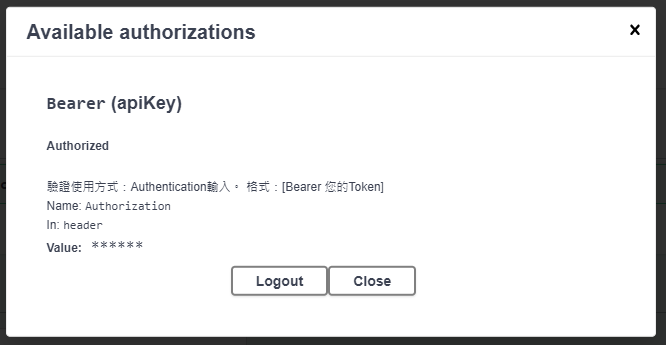 Available authorizations
Bearer (apiKey)
Authorized
驗證使用方式：Authentication輸入。 格式：[Bearer 您的Token]
Name: Authorization
In: header
Value: ******
Logout
Close